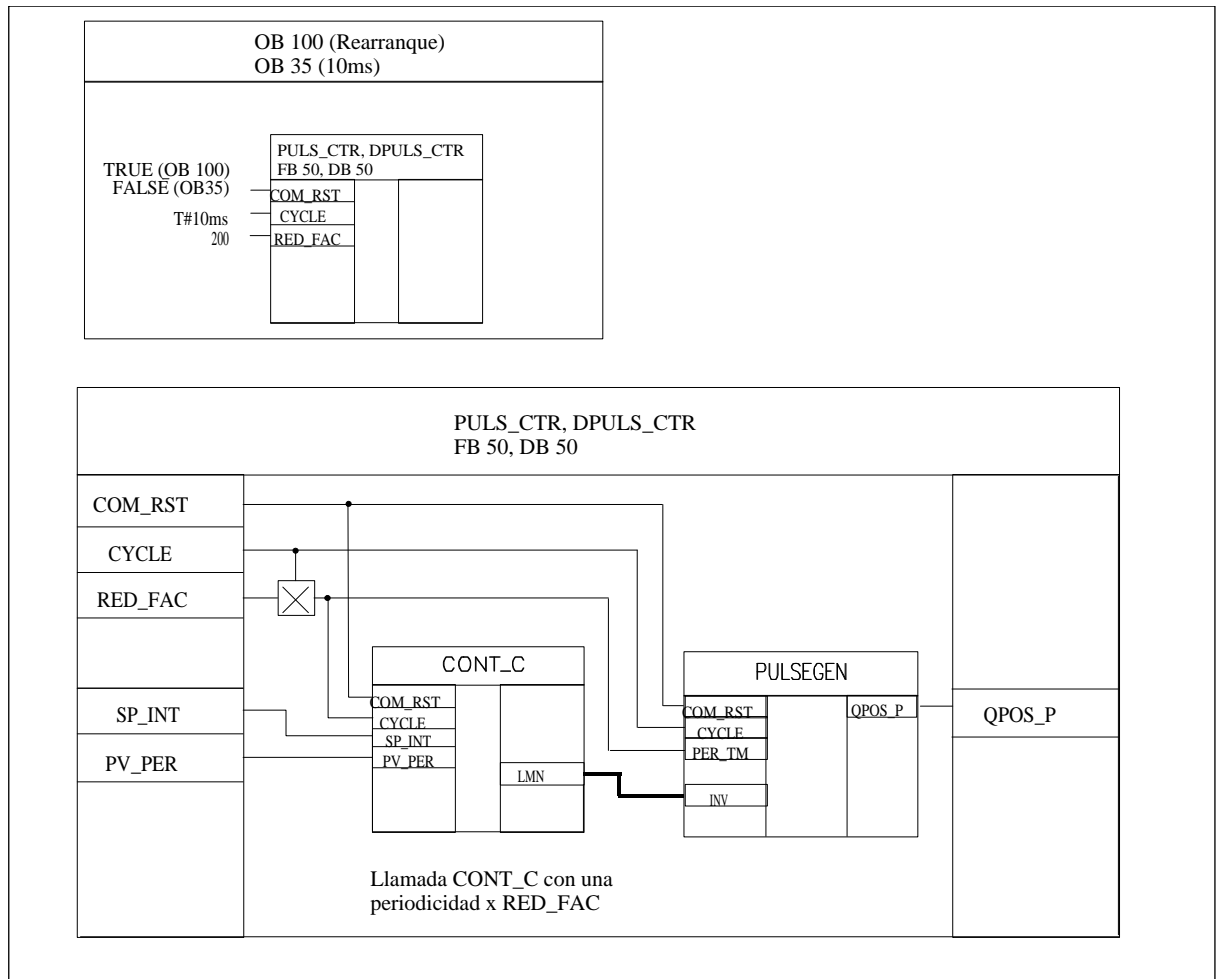 OB 100 (Rearranque)
OB 35 (10ms)
PULS_CTR, DPULS_CTR
FB 50, DB 50
TRUE (OB 100)
FALSE (OB35)
COM_RST
T#10ms
CYCLE
200
RED_FAC
PULS_CTR, DPULS_CTR
FB 50, DB 50
COM_RST
CYCLE
RED_FAC
SP_INT
PV_PER
CONT_C
COM_RST
CYCLE
SP_INT
PV_PER
LMN
PULSEGEN
COM_RST
CYCLE
PER_TM
INV
QPOS_P
QPOS_P
Llamada CONT_C con una
periodicidad x RED_FAC